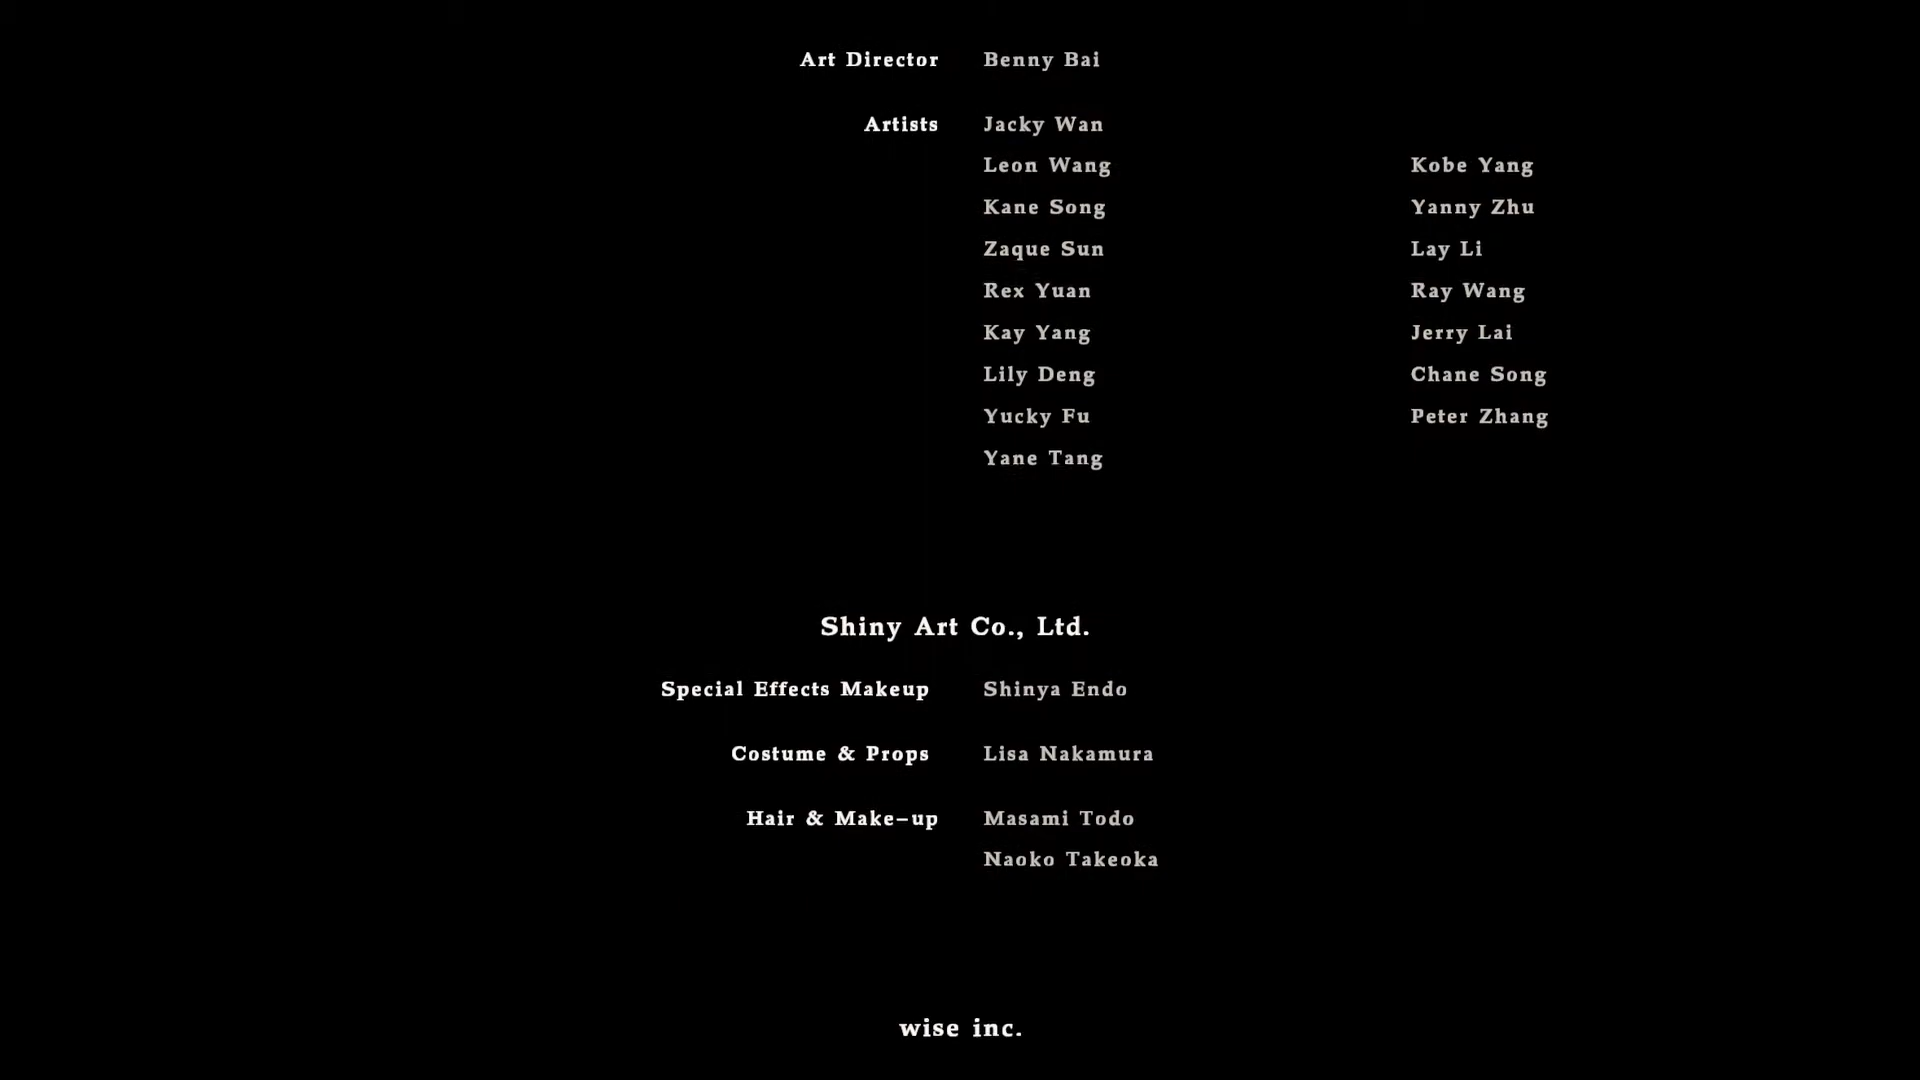 Art Director Benny Bai
Artists Jacky Wan
Leon Wang Kobe Yang
Kane Song Yanny Zhu
Zaque Sun Lay Li
Rex Yuan Ray Wang
Kay Yang Jerry Lai
Lily Deng Chane Song
Yucky Fu Peter Zhang
Yane Tang
Shiny Art Co., Ltd.
Special Effects Makeup Shinya Endo
Costume & Props Lisa Nakamura
Hair & Make-up Masami Todo
Naoko Takeoka
wise inc.